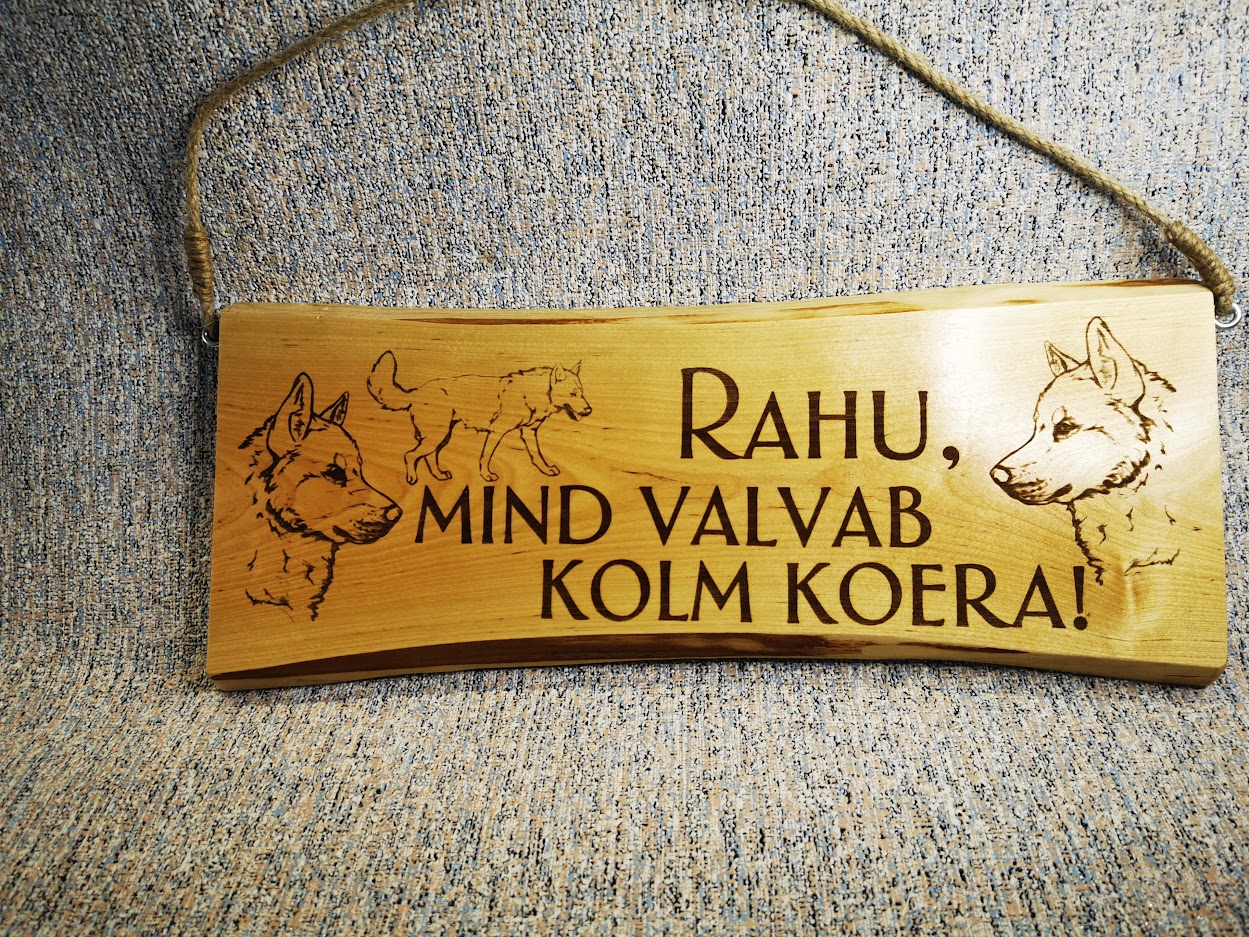 RAHU,
MIND VALVAB
KOLM KOERA!